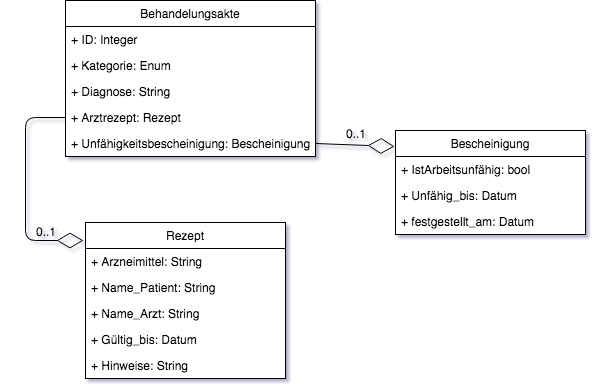 Behandelungsakte
+ ID: Integer
+ Kategorie: Enum
+ Diagnose: String
+ Arztrezept: Rezept
+ Unfähigkeitsbescheinigung: Bescheinigung
0..1
Bescheinigung
+ IstArbeitsunfähig: bool
+ Unfähig_bis: Datum
+ festgestellt_am: Datum
0..1
Rezept
+ Arzneimittel: String
+ Name_Patient: String
+ Name_Arzt: String
+ Gültig_bis: Datum
+ Hinweise: String